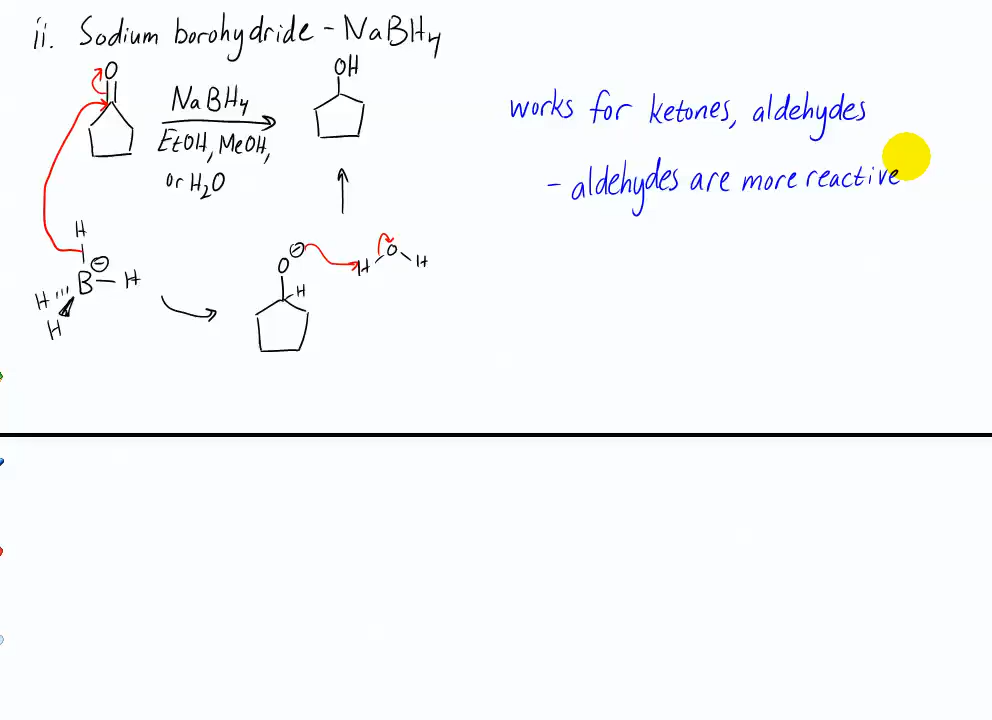 ii. Sodium borohydride - NaBH4
O
OH
NaBH4
EtOH, MeOH,
or H2O
works for ketones, aldehydes
- aldehydes are more reactive
H
B ⊖ H
H
H
O ⊖
H
H O H